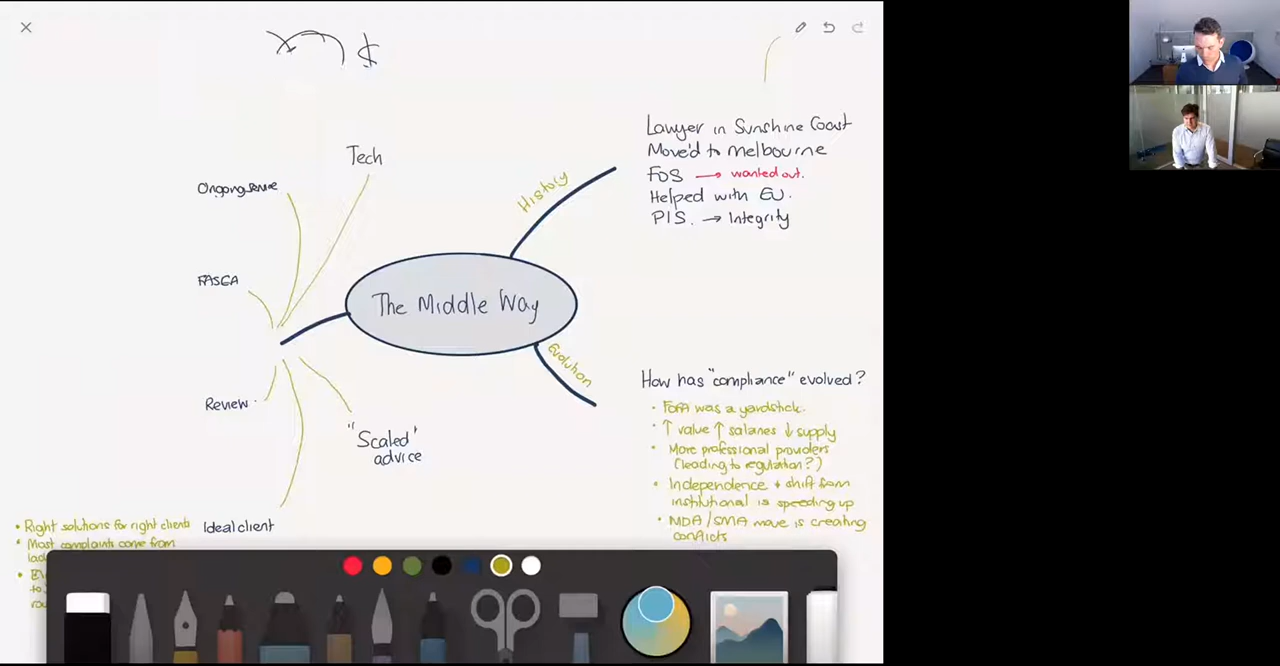 Tech
Ongong
FASEA
Review
"Scaled"
advice
Ideal client
• Right solutions for right clients
• Most complaints come from
The Middle Way
History
Evolution
Lawyer in Sunshine Coast
Move'd to Melbourne
FOS → wanted out.
Helped with EU.
PIS. → Integrity
How has "compliance" evolved?
• FOFA was a yardstick.
• ↑ value ↑ salaries ↓ supply
• More professional providers
(leading to regulation?)
• Independence + shift from
institutional is speeding up
• MDA/SMA move is creating
conflicts